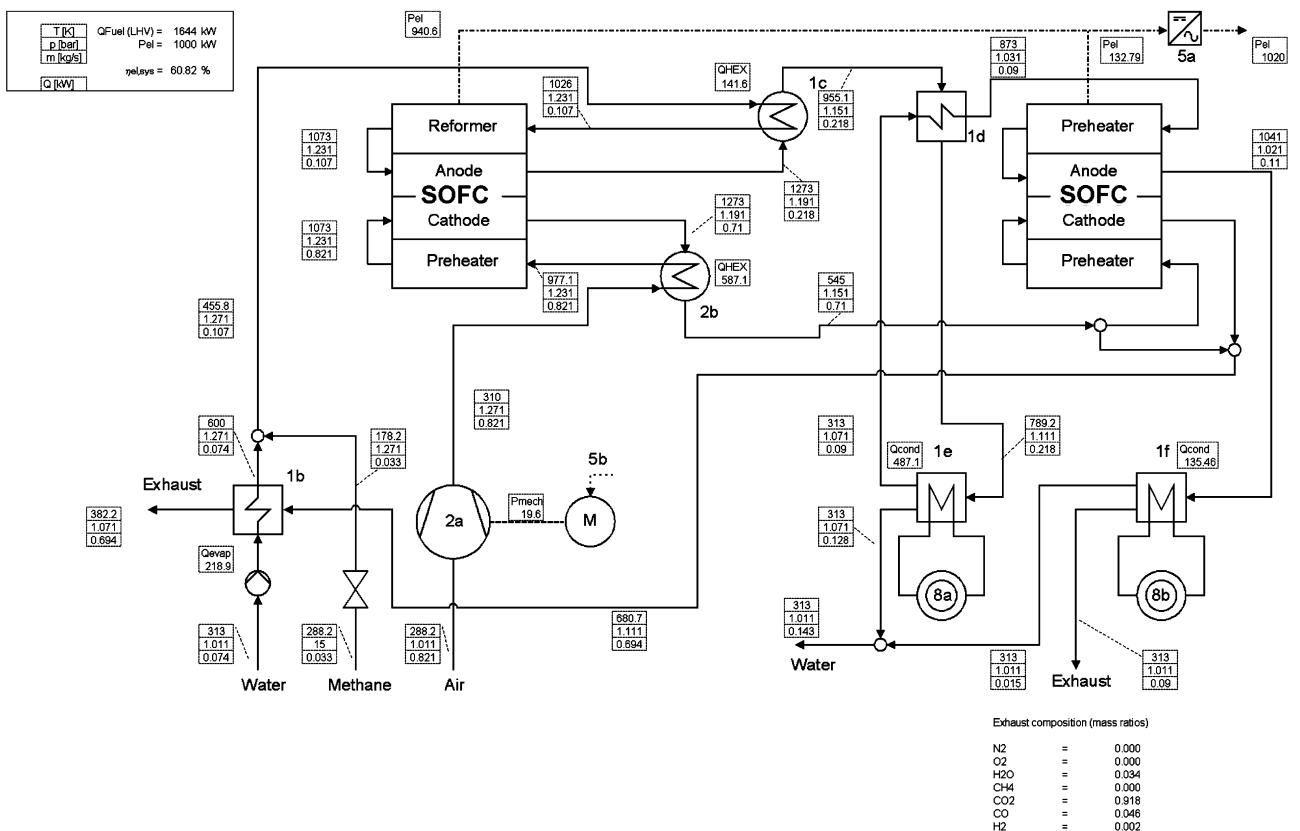 T [K]
p [bar]
m [kg/s]
Q [kW]
QFuel (LHV) = 1644 kW
Pel = 1000 kW
ηel,sys = 60.82 %
Pel
940.6
5a
Pel
132.79
Pel
1020
873
1.031
0.09
QHEX
141.6
1c
955.1
1.151
0.218
1d
1026
1.231
0.107
1073
1.231
0.107
Reformer
Anode
SOFC
Cathode
Preheater
Preheater
Anode
SOFC
Cathode
Preheater
1041
1.021
0.11
1273
1.191
0.218
1273
1.191
0.71
1073
1.231
0.821
977.1
1.231
0.821
QHEX
587.1
2b
545
1.151
0.71
455.8
1.271
0.107
310
1.271
0.821
600
1.271
0.074
178.2
1.271
0.033
1b
Exhaust
382.2
1.071
0.694
Qevap
218.9
2a
Pmech
19.6
5b
M
313
1.071
0.09
Qcond
487.1
1e
789.2
1.111
0.218
1f
Qcond
135.46
313
1.071
0.128
8a
8b
313
1.011
0.074
Water
288.2
15
0.033
Methane
288.2
1.011
0.821
Air
680.7
1.111
0.694
313
1.011
0.143
Water
313
1.011
0.015
Exhaust
313
1.011
0.09
Exhaust composition (mass ratios)
N2 = 0.000
O2 = 0.000
H2O = 0.034
CH4 = 0.000
CO2 = 0.918
CO = 0.046
H2 = 0.002